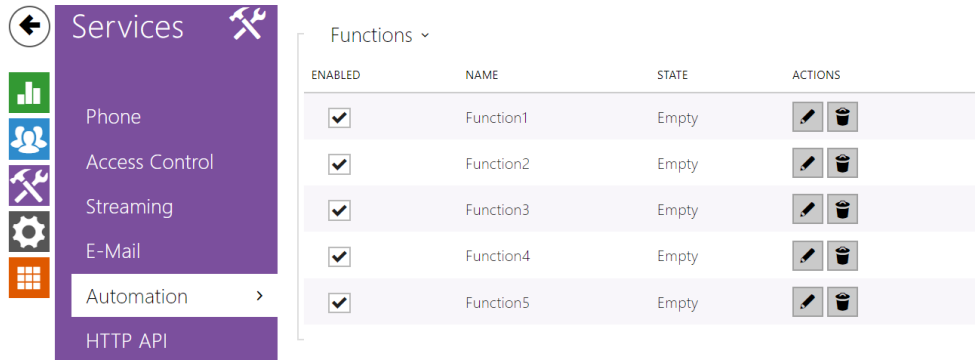 Services
Phone
Access Control
Streaming
E-Mail
Automation
HTTP API
Functions
ENABLED NAME STATE ACTIONS
Function1 Empty
Function2 Empty
Function3 Empty
Function4 Empty
Function5 Empty